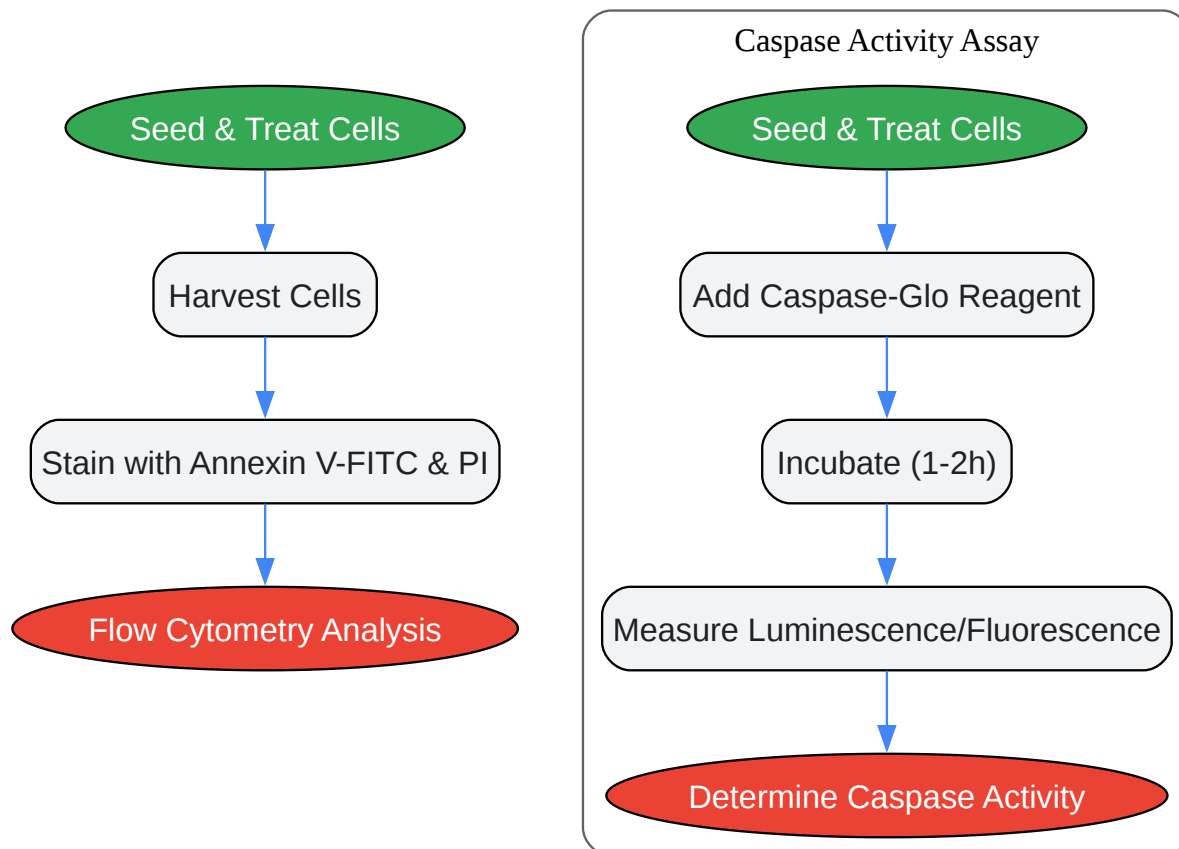 Seed & Treat Cells
Harvest Cells
Stain with Annexin V-FITC & PI
Flow Cytometry Analysis
Caspase Activity Assay
Seed & Treat Cells
Add Caspase-Glo Reagent
Incubate (1-2h)
Measure Luminescence/Fluorescence
Determine Caspase Activity